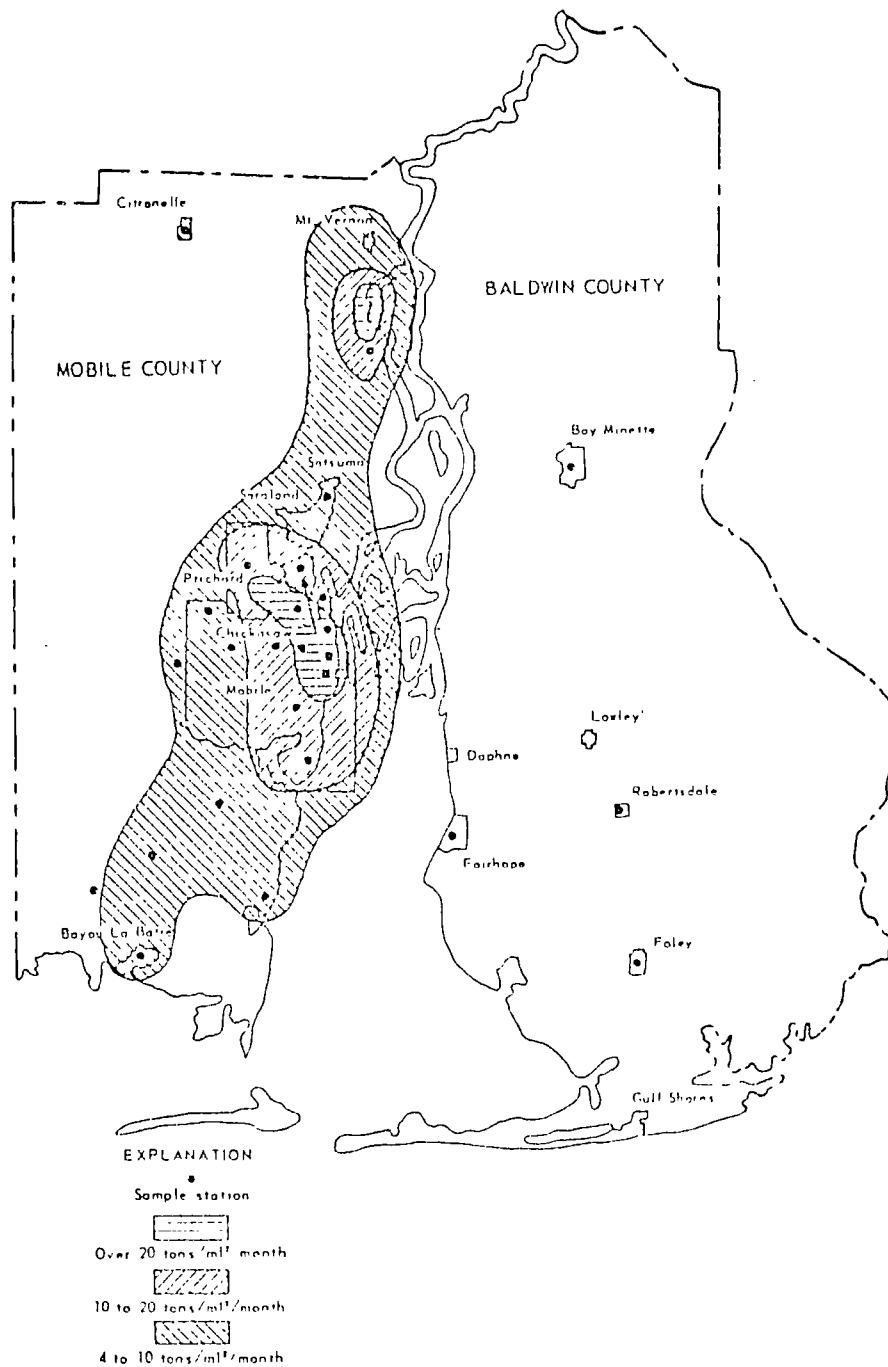 Citronelle
Mt. Vernon
BALDWIN COUNTY
MOBILE COUNTY
Bay Minette
Satsuma
Saraland
Prichard
Chickasaw
Mobile
Loxley
Daphne
Robertsdale
Fairhope
Bayou La Batre
Foley
Gulf Shores
EXPLANATION
Sample station
Over 20 tons/mi² month
10 to 20 tons/mi²/month
4 to 10 tons/mi²/month